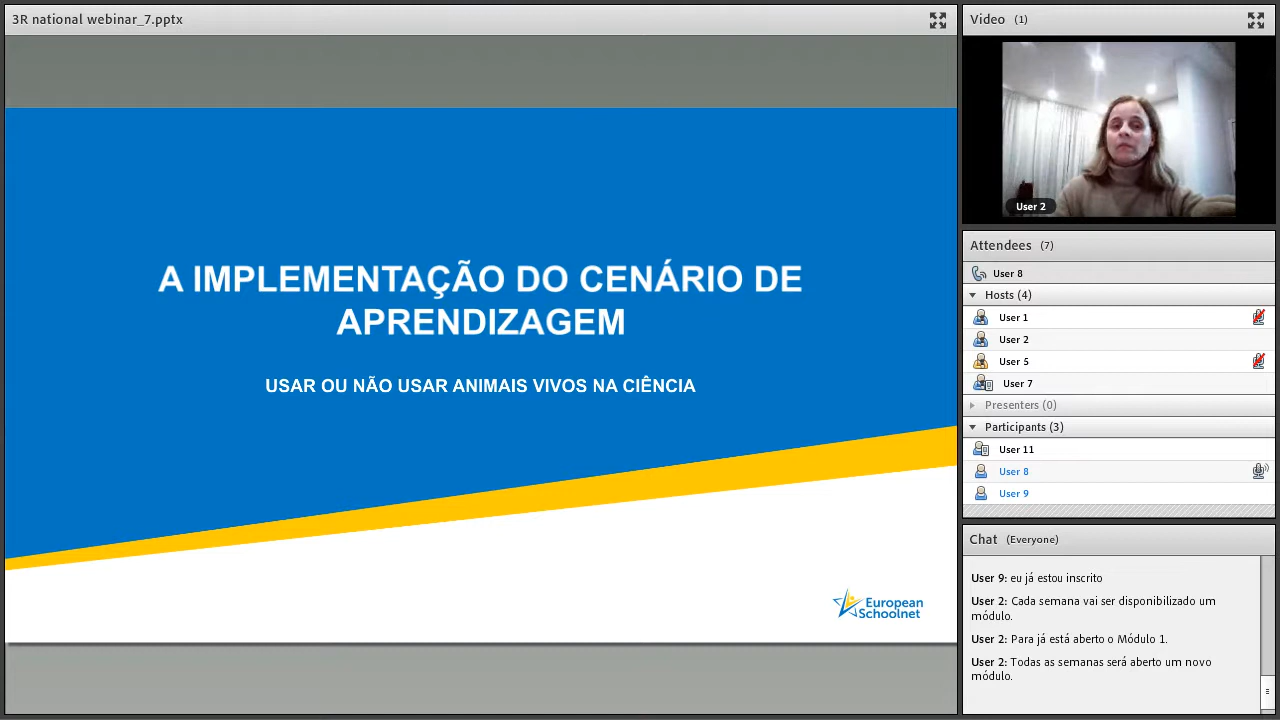 3R national webinar_7.pptx
A IMPLEMENTAÇÃO DO CENÁRIO DE
APRENDIZAGEM
USAR OU NÃO USAR ANIMAIS VIVOS NA CIÊNCIA
European
Schoolnet
Video (1)
User 2
Attendees (7)
User 8
Hosts (4)
User 1
User 2
User 5
User 7
Presenters (0)
Participants (3)
User 11
User 8
User 9
Chat (Everyone)
User 9: eu já estou inscrito
User 2: Cada semana vai ser disponibilizado um
módulo.
User 2: Para já está aberto o Módulo 1.
User 2: Todas as semanas será aberto um novo
módulo.